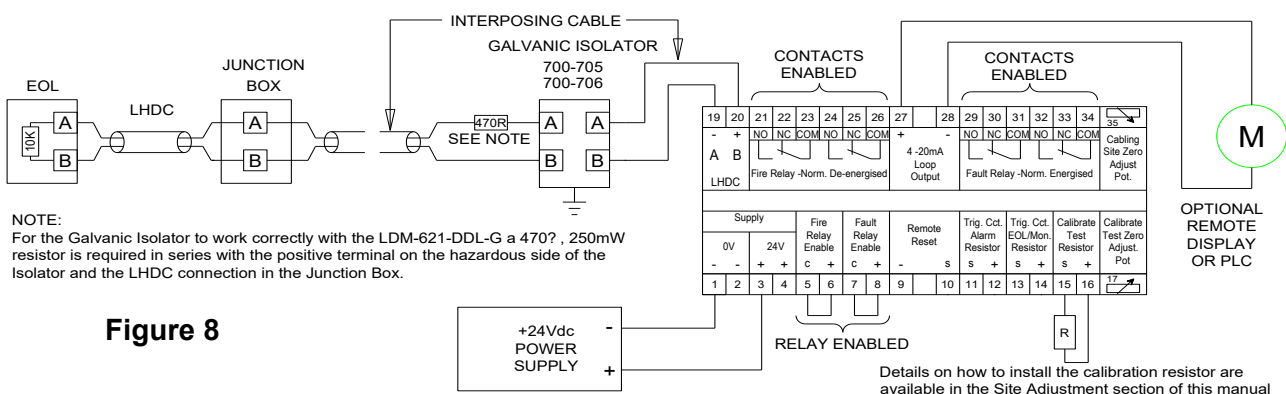 INTERPOSING CABLE
GALVANIC ISOLATOR
700-705
700-706
EOL
10K
A
B
LHDC
JUNCTION
BOX
A
B
470R
SEE NOTE
A
B
A
B
CONTACTS
ENABLED
CONTACTS
ENABLED
19 20 21 22 23 24 25 26 27 28 29 30 31 32 33 34 35
- + NO NC COM NO NC COM + - NO NC COM NO NC COM
A B
LHDC
Fire Relay -Norm. De-energised
4 -20mA
Loop
Output
Fault Relay -Norm. Energised
Cabling
Site Zero
Adjust
Pot.
Supply
0V 24V
- - + +
Fire
Relay
Enable
c +
Fault
Relay
Enable
c +
Remote
Reset
- s
Trig. Cct.
Alarm
Resistor
s +
Trig. Cct.
EOL/Mon.
Resistor
s +
Calibrate
Test
Resistor
s +
Calibrate
Test Zero
Adjust.
Pot
1 2 3 4 5 6 7 8 9 10 11 12 13 14 15 16 17
M
OPTIONAL
REMOTE
DISPLAY
OR PLC
NOTE:
For the Galvanic Isolator to work correctly with the LDM-621-DDL-G a 470? , 250mW
resistor is required in series with the positive terminal on the hazardous side of the
Isolator and the LHDC connection in the Junction Box.
Figure 8
+24Vdc
POWER
SUPPLY
-
+
RELAY ENABLED
R
Details on how to install the calibration resistor are
available in the Site Adjustment section of this manual